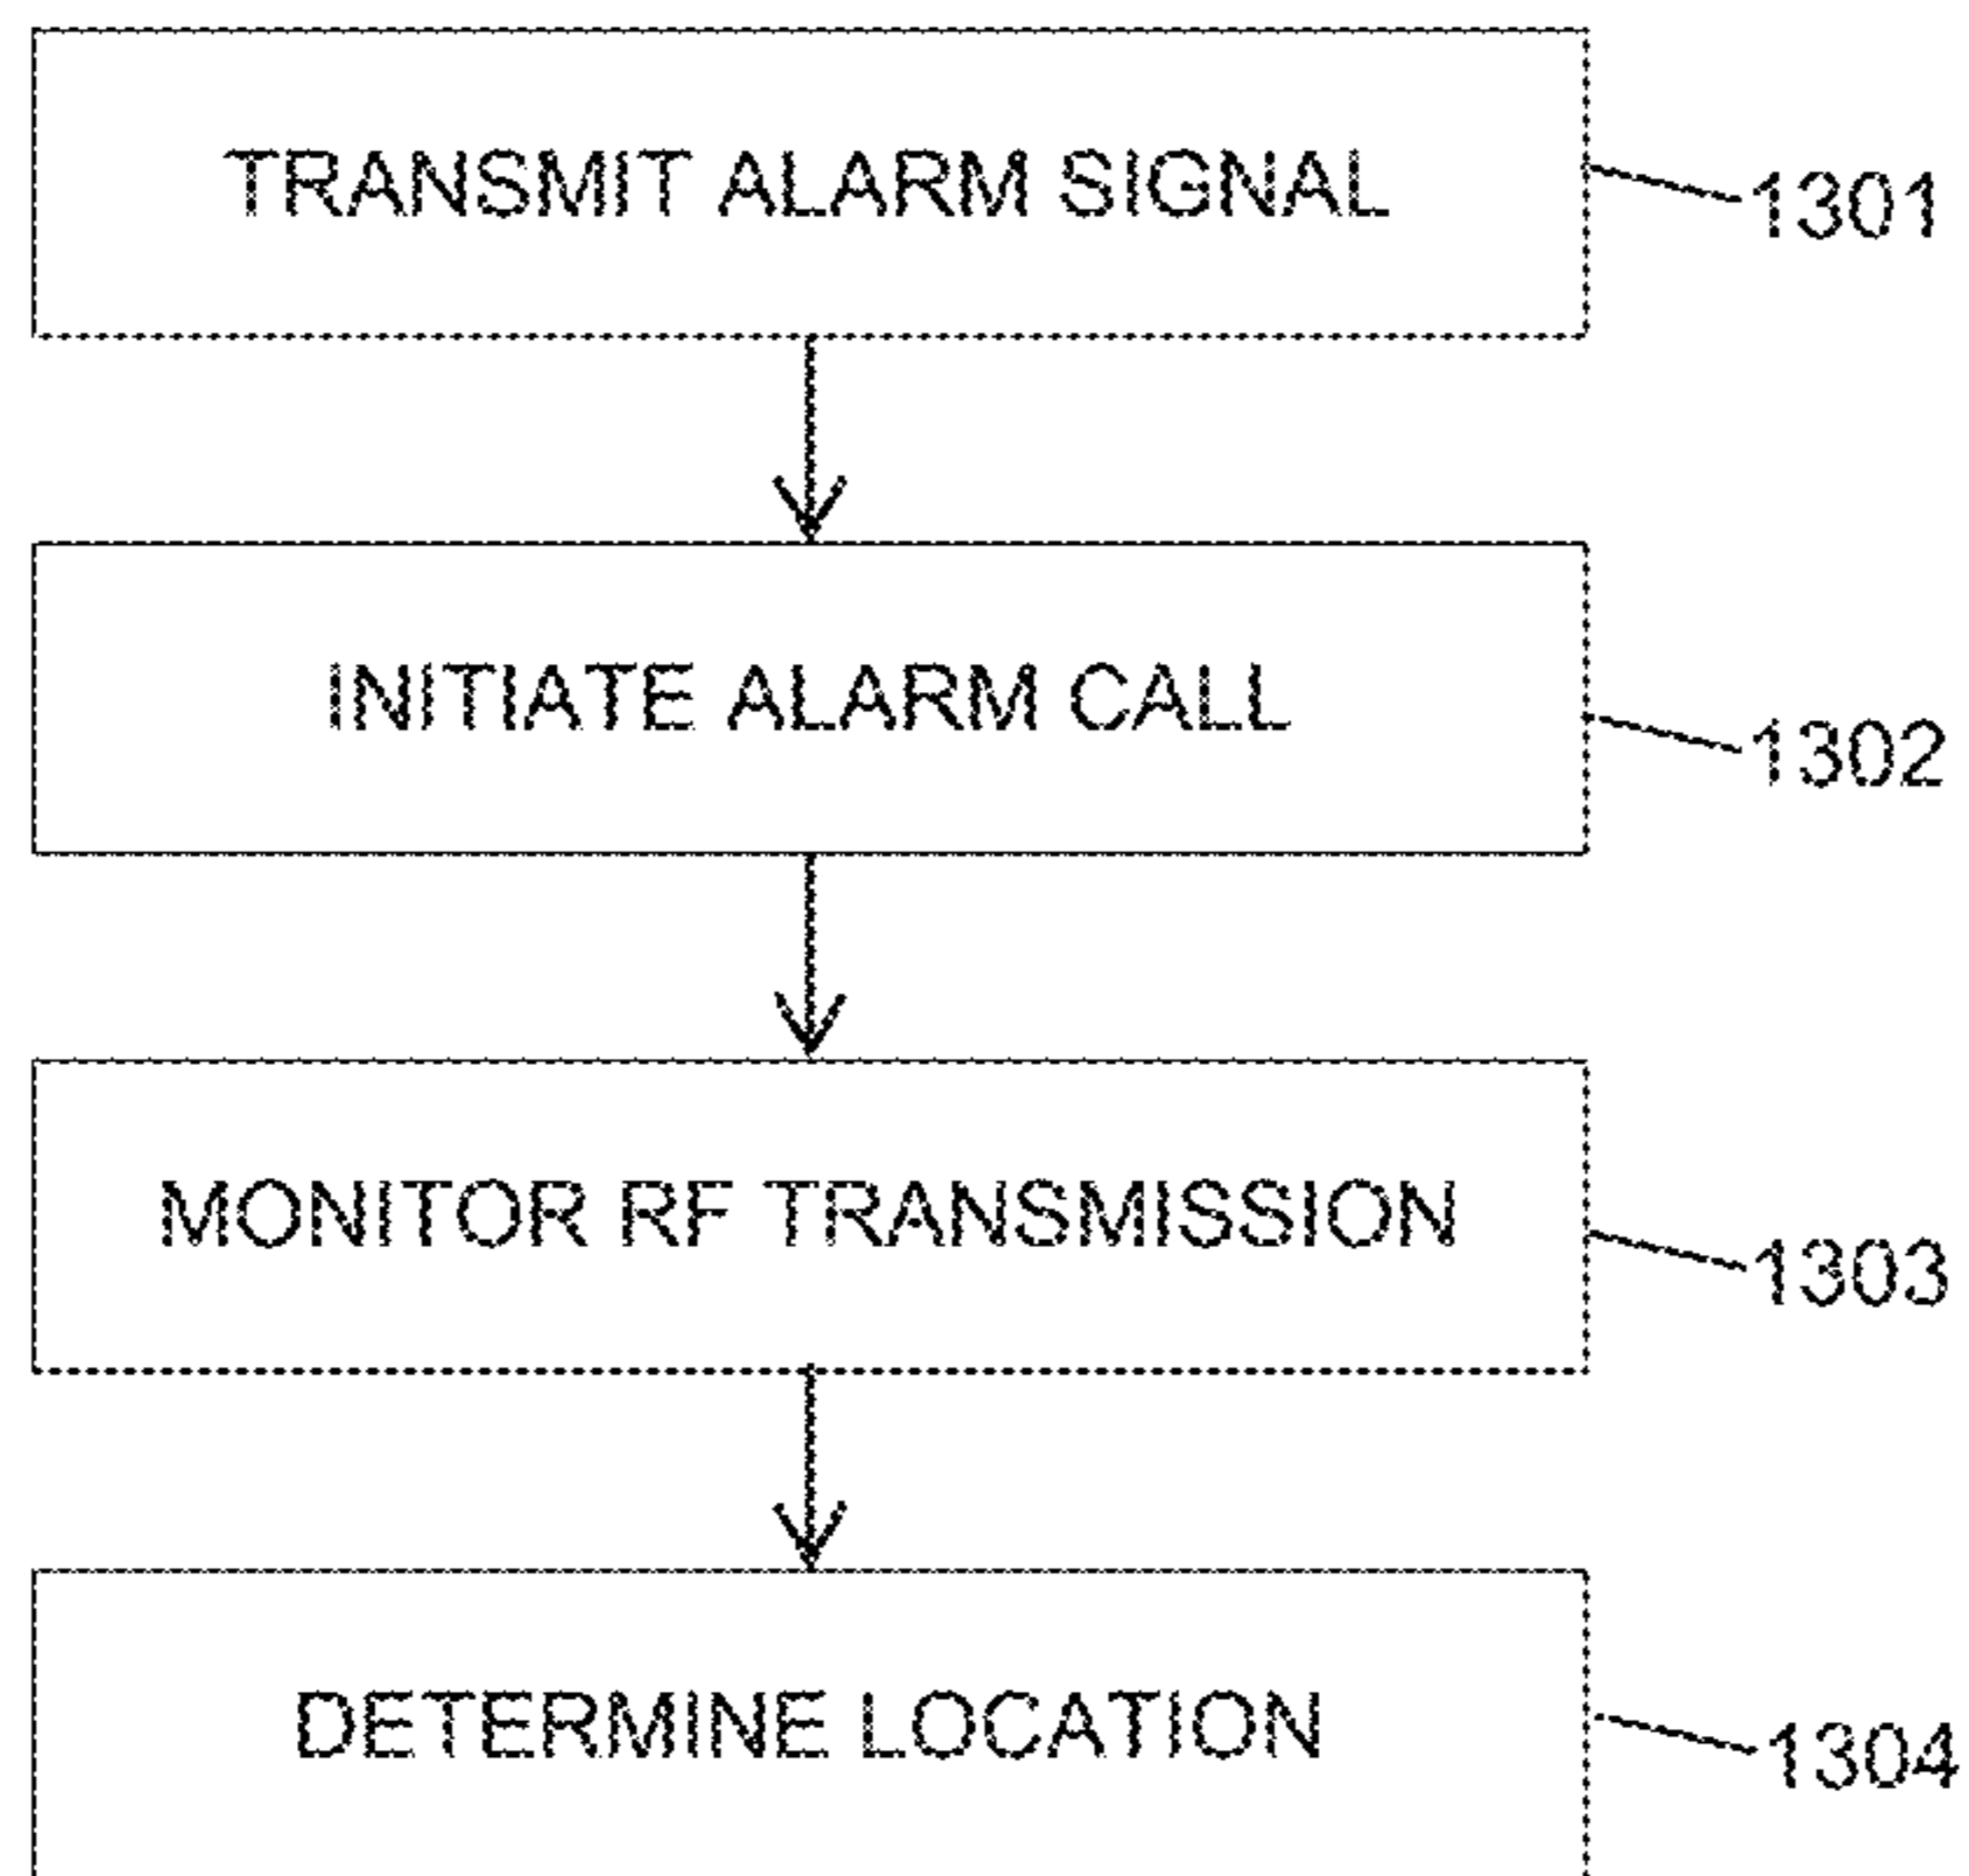 TRANSMIT ALARM SIGNAL
1301
INITIATE ALARM CALL
1302
MONITOR RF TRANSMISSION
1303
DETERMINE LOCATION
1304